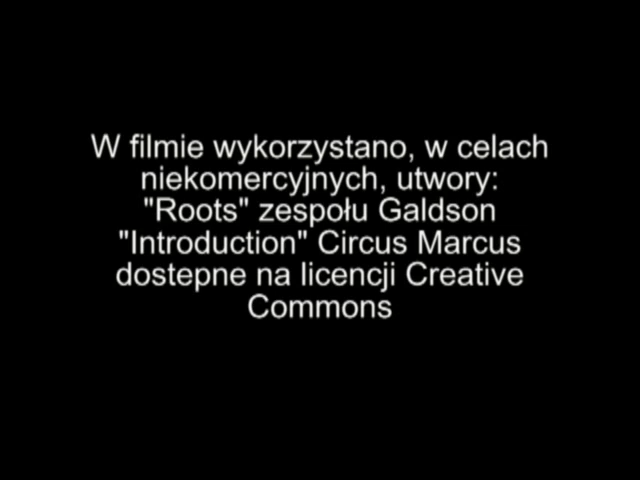 W filmie wykorzystano, w celach
niekomercyjnych, utwory:
"Roots" zespołu Galdson
"Introduction" Circus Marcus
dostepne na licencji Creative
Commons